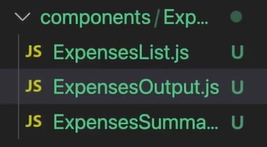 components/Exp...
JS ExpensesList.js U
JS ExpensesOutput.js U
JS ExpensesSumma... U